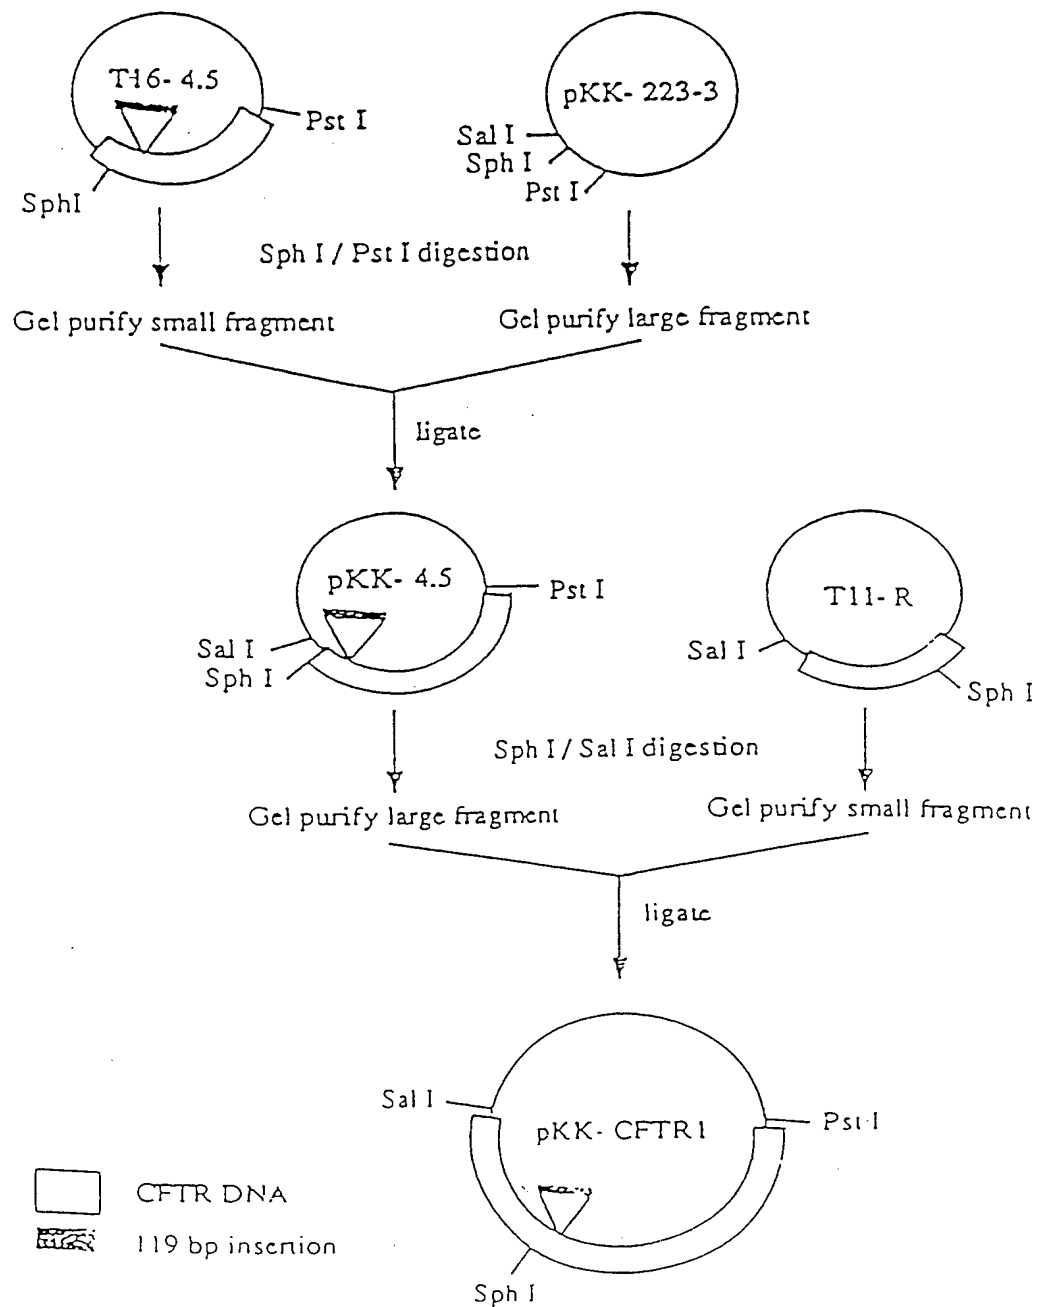 T16-4.5
Pst I
SphI
pKK-223-3
Sal I
Sph I
Pst I
Sph I / Pst I digestion
Gel purify small fragment
Gel purify large fragment
ligate
pKK-4.5
Pst I
Sal I
Sph I
T11-R
Sal I
Sph I
Sph I / Sal I digestion
Gel purify large fragment
Gel purify small fragment
ligate
Sal I
pKK-CFTR1
Pst I
Sph I
CFTR DNA
119 bp insertion